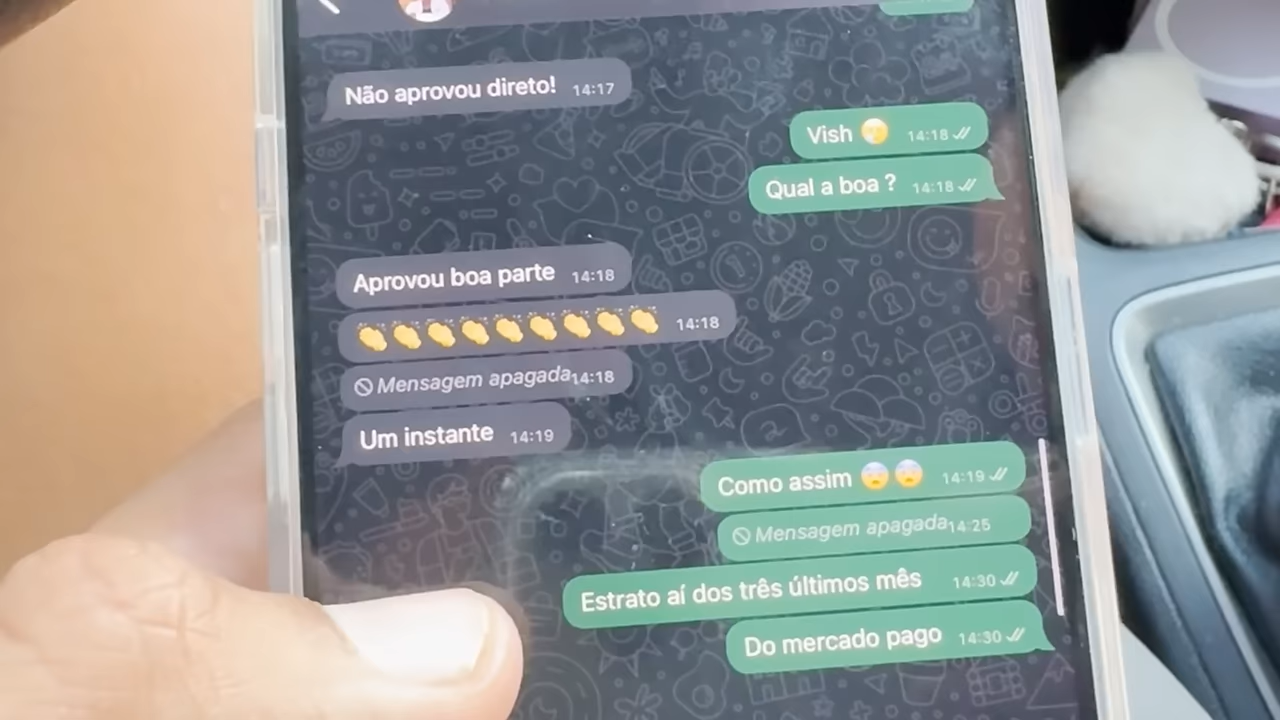 Não aprovou direto! 14:17
Vish 🫣 14:18
Qual a boa ? 14:18
Aprovou boa parte 14:18
👏👏👏👏👏👏👏👏👏 14:18
Mensagem apagada 14:18
Um instante 14:19
Como assim 😨😨 14:19
Mensagem apagada 14:25
Estrato aí dos três últimos mês 14:30
Do mercado pago 14:30